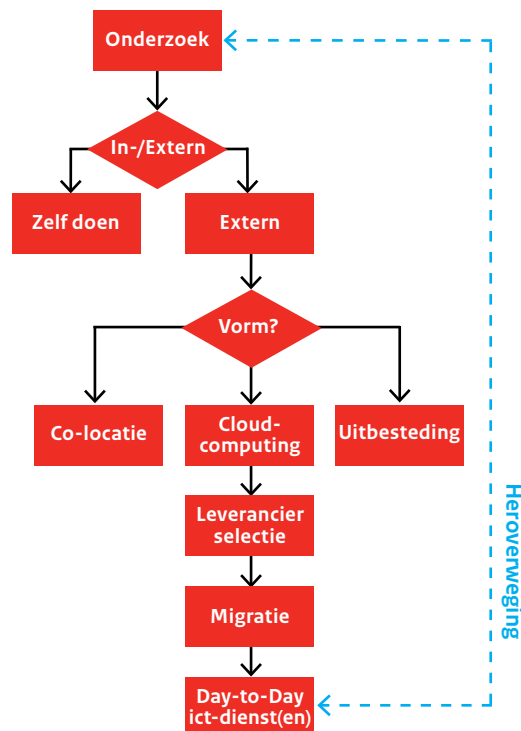 Onderzoek
In-/Extern
Zelf doen
Extern
Vorm?
Co-locatie
Cloud-
computing
Uitbesteding
Leverancier
selectie
Migratie
Day-to-Day
ict-dienst(en)
Heroverweging